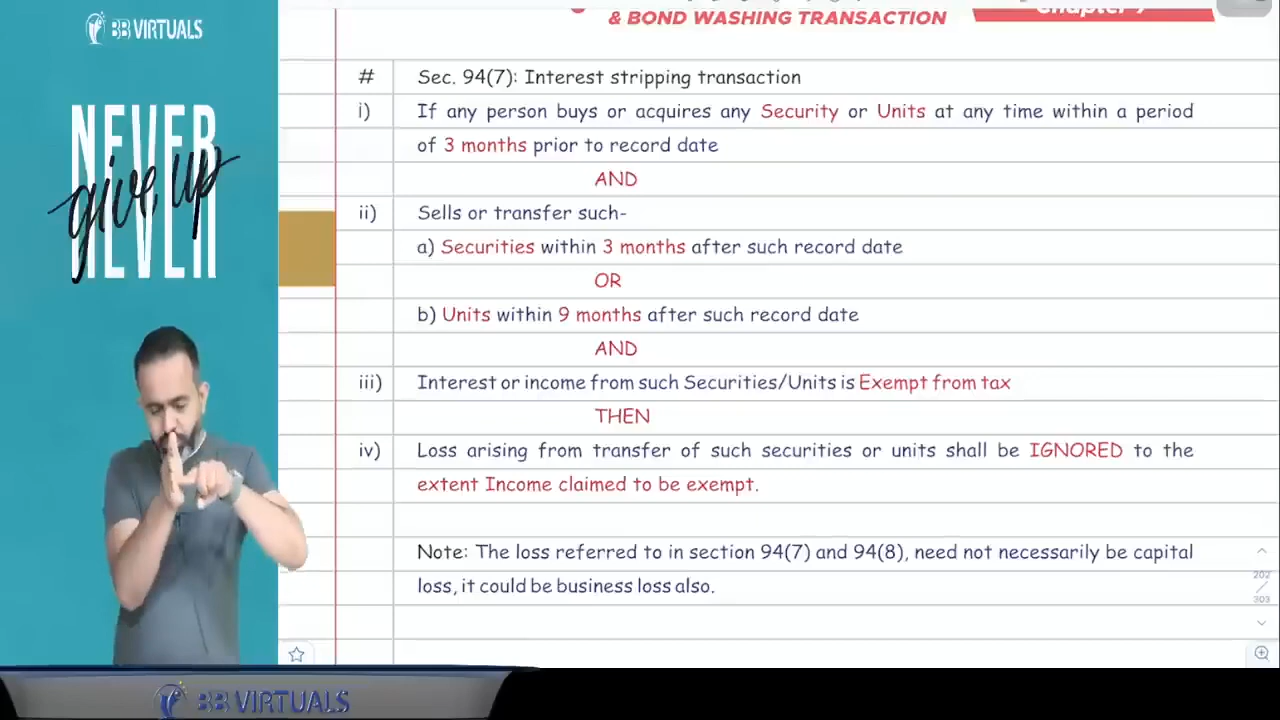 BB VIRTUALS
NEVER
give up
NEVER
& BOND WASHING TRANSACTION
# Sec. 94(7): Interest stripping transaction
i) If any person buys or acquires any Security or Units at any time within a period
of 3 months prior to record date
AND
ii) Sells or transfer such-
a) Securities within 3 months after such record date
OR
b) Units within 9 months after such record date
AND
iii) Interest or income from such Securities/Units is Exempt from tax
THEN
iv) Loss arising from transfer of such securities or units shall be IGNORED to the
extent Income claimed to be exempt.
Note: The loss referred to in section 94(7) and 94(8), need not necessarily be capital
loss, it could be business loss also.
202
/
303
BB VIRTUALS